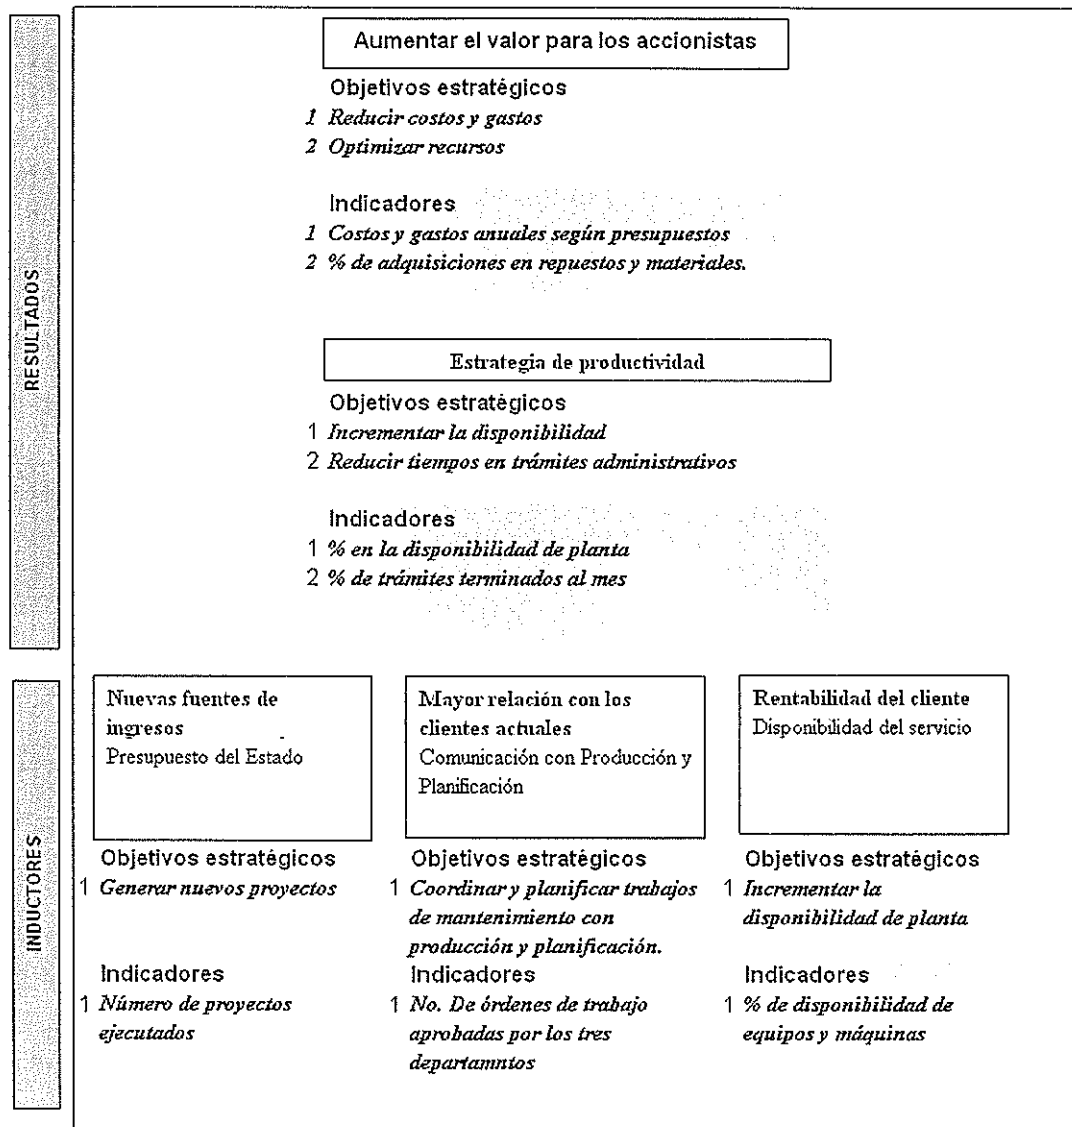 RESULTADOS
Aumentar el valor para los accionistas
Objetivos estratégicos
1 Reducir costos y gastos
2 Optimizar recursos
Indicadores
1 Costos y gastos anuales según presupuestos
2 % de adquisiciones en repuestos y materiales.
Estrategia de productividad
Objetivos estratégicos
1 Incrementar la disponibilidad
2 Reducir tiempos en trámites administrativos
Indicadores
1 % en la disponibilidad de planta
2 % de trámites terminados al mes
INDUCTORES
Nuevas fuentes de
ingresos
Presupuesto del Estado
Objetivos estratégicos
1 Generar nuevos proyectos
Indicadores
1 Número de proyectos
ejecutados
Mayor relación con los
clientes actuales
Comunicación con Producción y
Planificación
Objetivos estratégicos
1 Coordinar y planificar trabajos
de mantenimiento con
producción y planificación.
Indicadores
1 No. De órdenes de trabajo
aprobadas por los tres
departamntos
Rentabilidad del cliente
Disponibilidad del servicio
Objetivos estratégicos
1 Incrementar la
disponibilidad de planta
Indicadores
1 % de disponibilidad de
equipos y máquinas